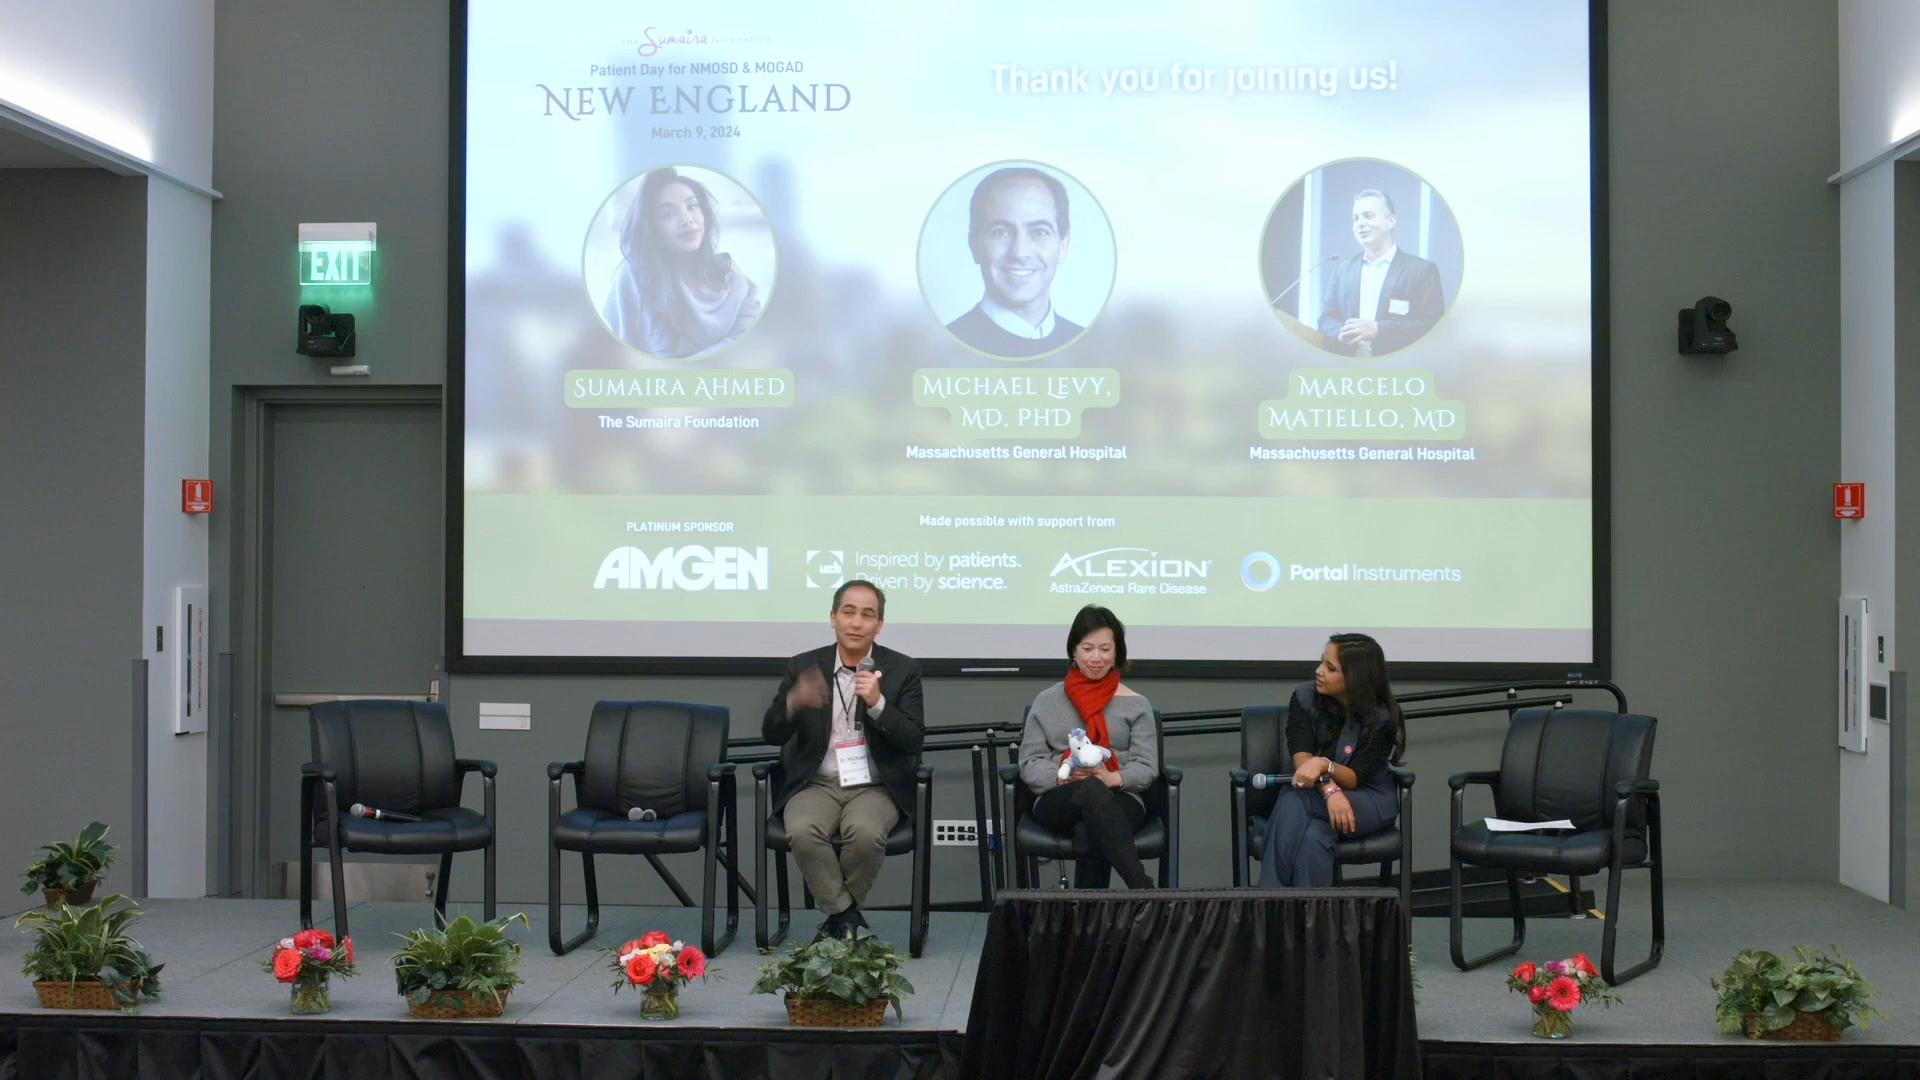 THE Sumaira FOUNDATION
Patient Day for NMOSD & MOGAD
NEW ENGLAND
March 9, 2024
Thank you for joining us!
SUMAIRA AHMED
The Sumaira Foundation
MICHAEL LEVY,
MD, PHD
Massachusetts General Hospital
MARCELO
MATIELLO, MD
Massachusetts General Hospital
PLATINUM SPONSOR
AMGEN
Made possible with support from
ucb
Inspired by patients.
Driven by science.
ALEXION®
AstraZeneca Rare Disease
Portal Instruments
EXIT
Dr. Michael